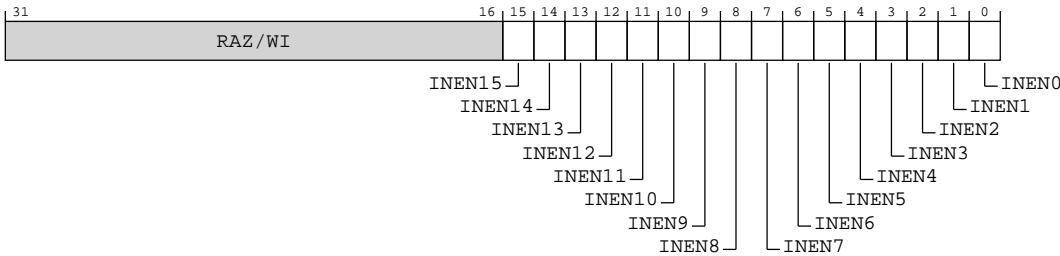 31 16 15 14 13 12 11 10 9 8 7 6 5 4 3 2 1 0
RAZ/WI
INEN15 INEN0
INEN14 INEN1
INEN13 INEN2
INEN12 INEN3
INEN11 INEN4
INEN10 INEN5
INEN9 INEN6
INEN8 INEN7